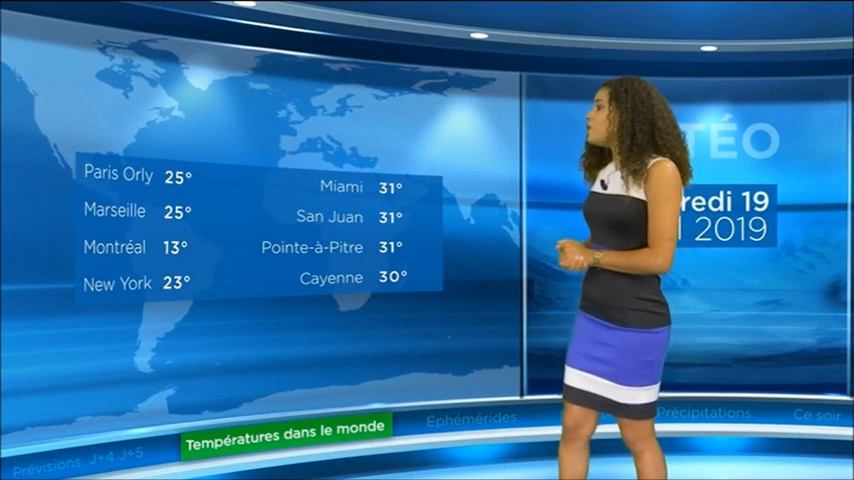 Paris Orly 25°
Marseille 25°
Montréal 13°
New York 23°
Miami 31°
San Juan 31°
Pointe-à-Pitre 31°
Cayenne 30°
TÉO
redi 19
2019
Prévisions J+4 J+5
Températures dans le monde
Éphémérides
Précipitations
Ce soir